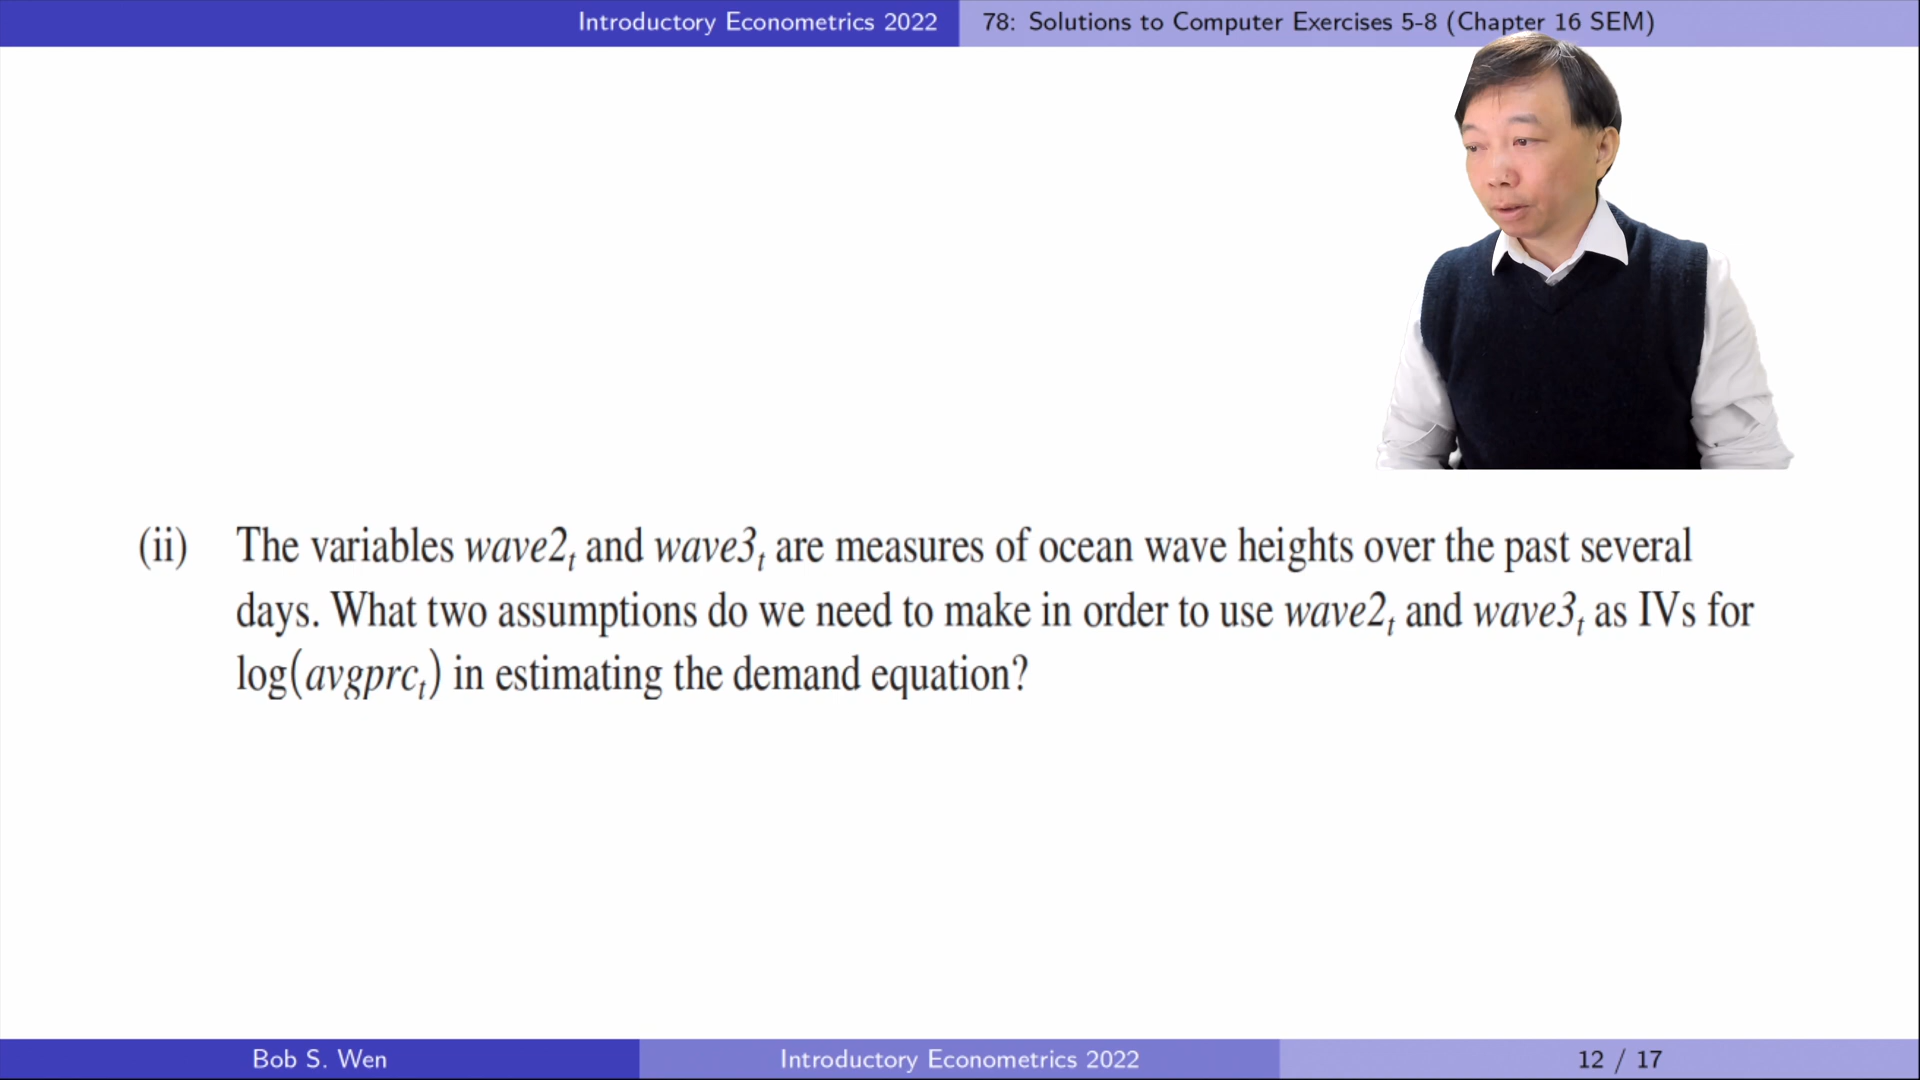 Introductory Econometrics 2022
78: Solutions to Computer Exercises 5-8 (Chapter 16 SEM)
(ii) The variables wave2t and wave3t are measures of ocean wave heights over the past several
days. What two assumptions do we need to make in order to use wave2t and wave3t as IVs for
log(avgprct) in estimating the demand equation?
Bob S. Wen
Introductory Econometrics 2022
12 / 17